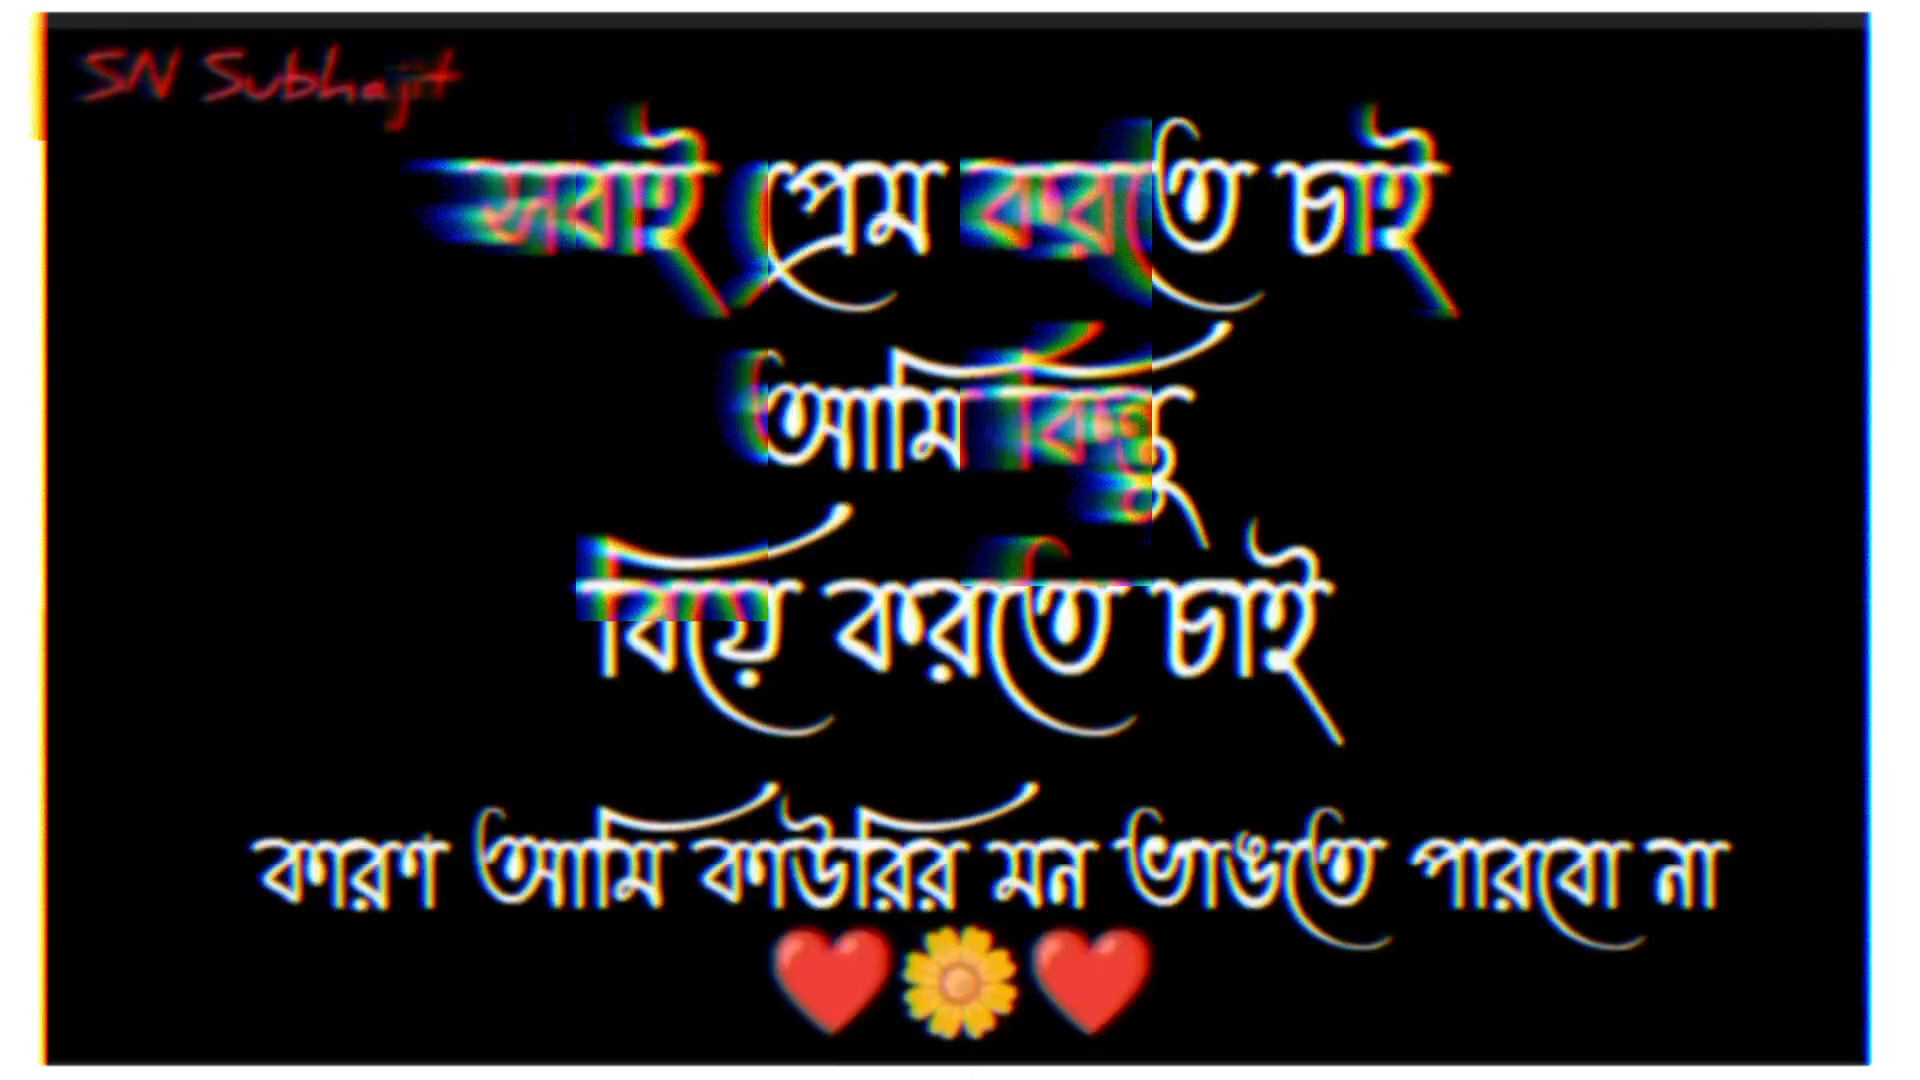 SN Subhajit
সবাই প্রেম করতে চাই
আমি কিন্তু
বিয়ে করতে চাই
কারণ আমি কাউরির মন ভাঙতে পারবো না